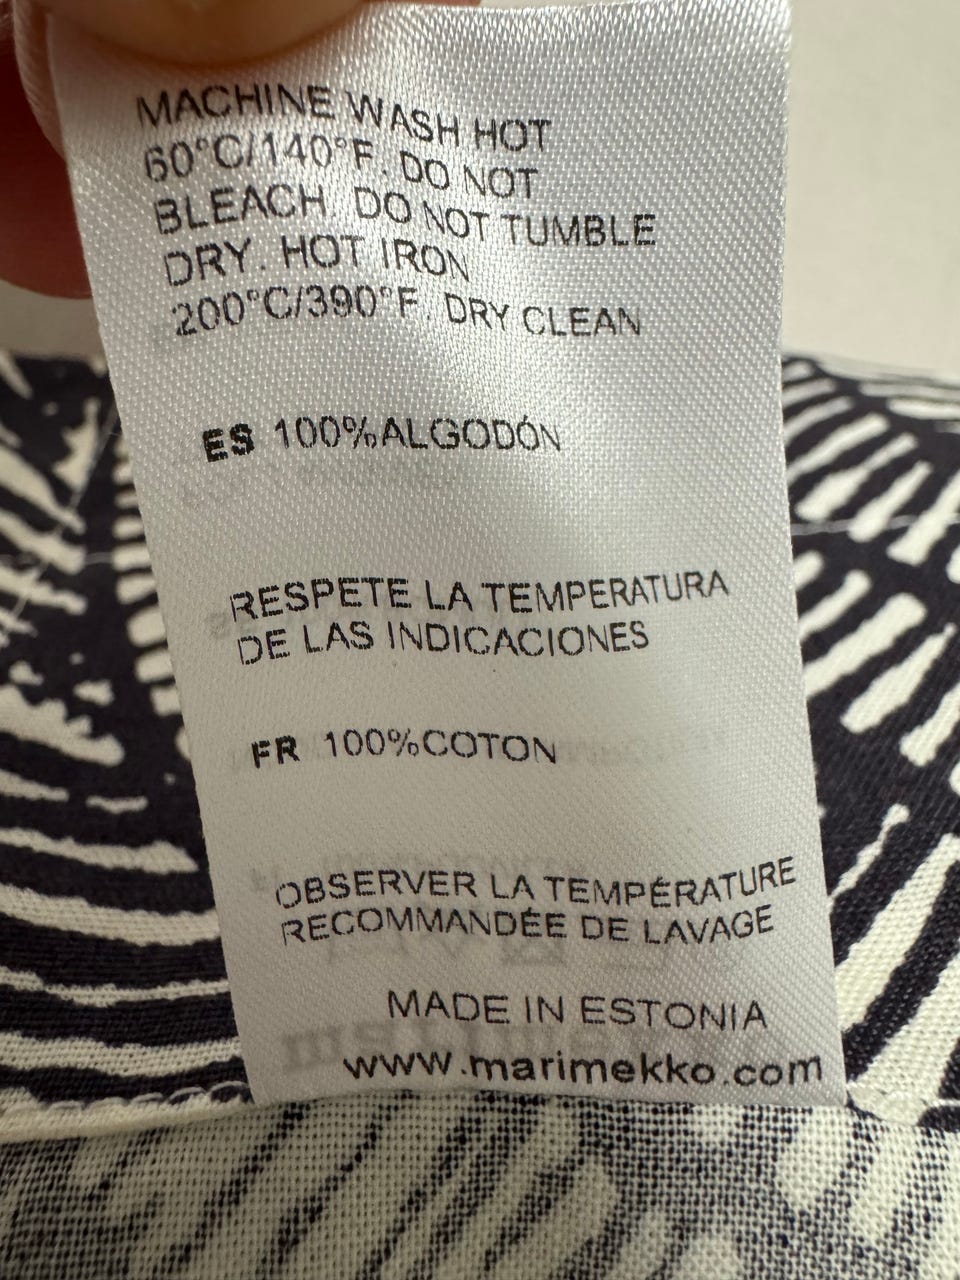 MACHINE WASH HOT
60°C/140°F. DO NOT
BLEACH. DO NOT TUMBLE
DRY. HOT IRON
200°C/390°F. DRY CLEAN
ES 100%ALGODÓN
RESPETE LA TEMPERATURA
DE LAS INDICACIONES
FR 100%COTON
OBSERVER LA TEMPÉRATURE
RECOMMANDÉE DE LAVAGE
MADE IN ESTONIA
www.marimekko.com